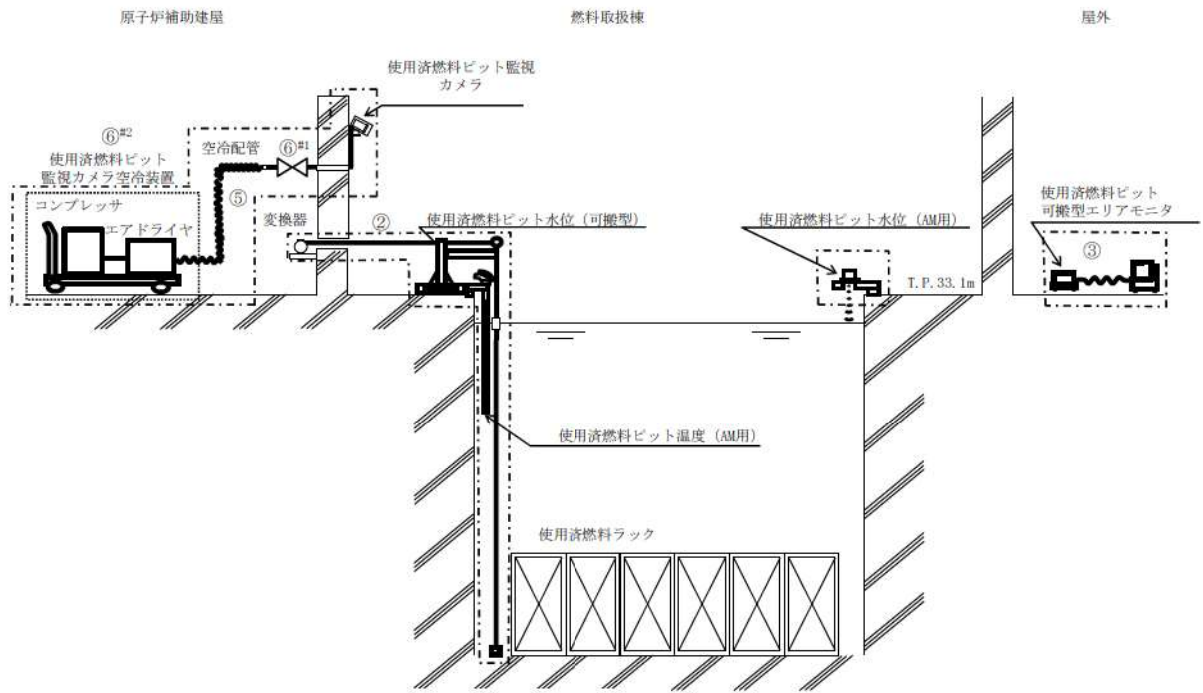 原子炉補助建屋
燃料取扱棟
屋外
使用済燃料ピット監視
カメラ
⑥#2
使用済燃料ピット
監視カメラ空冷装置
空冷配管
⑥#1
コンプレッサ
エアドライヤ
⑤
変換器
②
使用済燃料ピット水位（可搬型）
使用済燃料ピット水位（AM用）
T.P.33.1m
使用済燃料ピット
可搬型エリアモニタ
③
使用済燃料ピット温度（AM用）
使用済燃料ラック